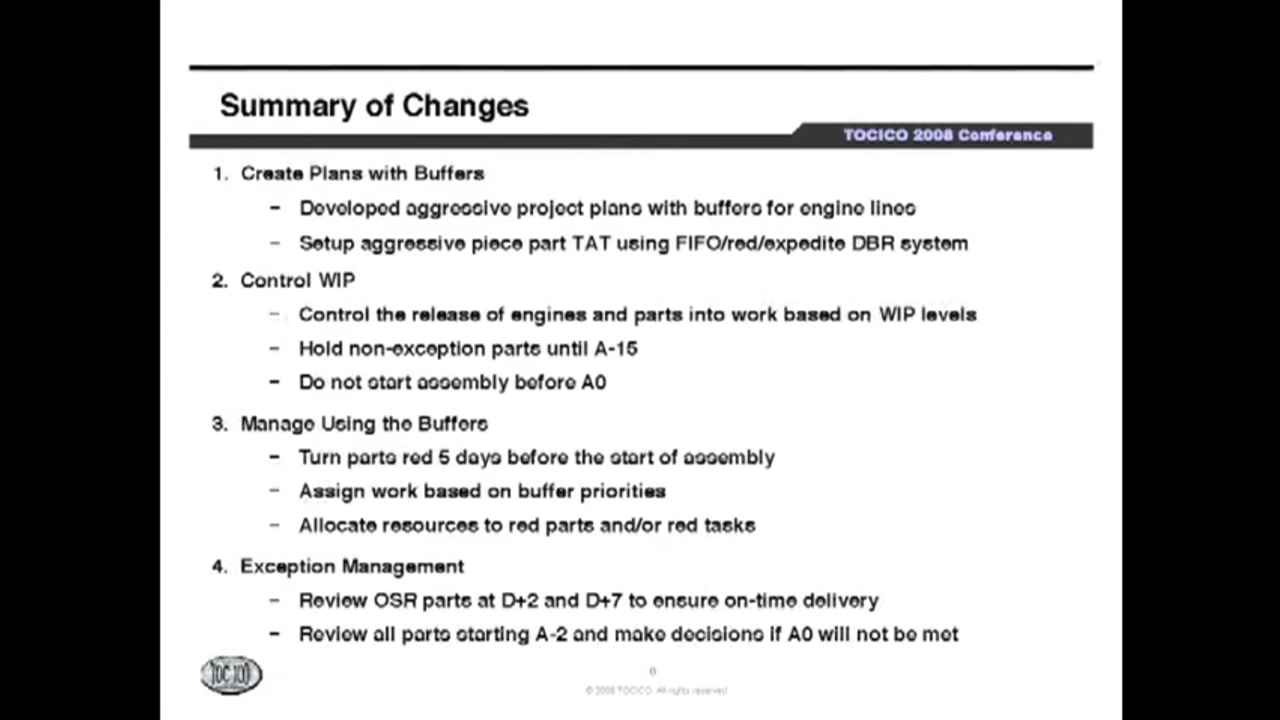 Summary of Changes
TOCICO 2008 Conference
1. Create Plans with Buffers
- Developed aggressive project plans with buffers for engine lines
- Setup aggressive piece part TAT using FIFO/red/expedite DBR system
2. Control WIP
- Control the release of engines and parts into work based on WIP levels
- Hold non-exception parts until A-15
- Do not start assembly before A0
3. Manage Using the Buffers
- Turn parts red 5 days before the start of assembly
- Assign work based on buffer priorities
- Allocate resources to red parts and/or red tasks
4. Exception Management
- Review OSR parts at D+2 and D+7 to ensure on-time delivery
- Review all parts starting A-2 and make decisions if A0 will not be met
© 2008 TOCICO. All rights reserved